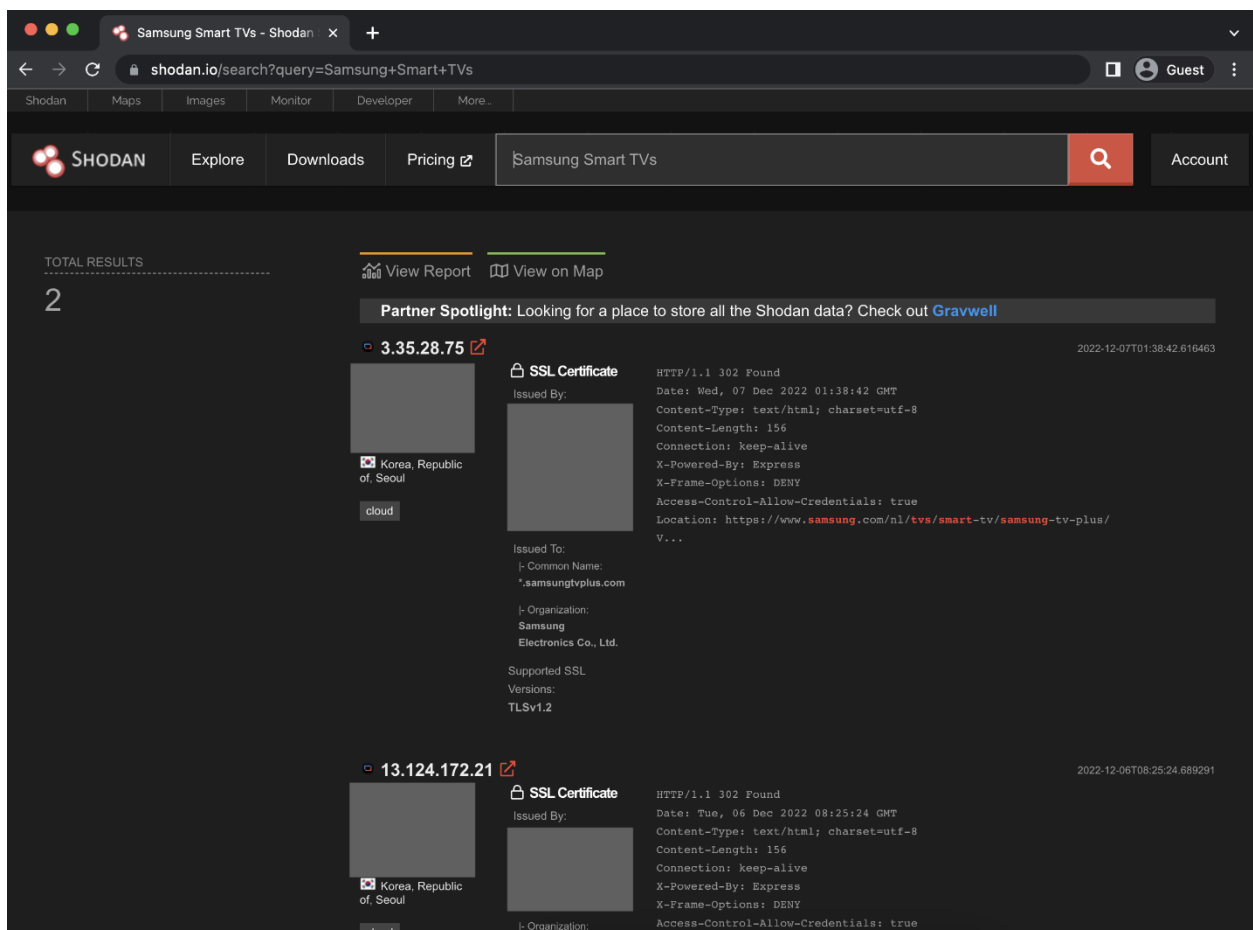 Samsung Smart TVs - Shodan
shodan.io/search?query=Samsung+Smart+TVs
Guest
Shodan Maps Images Monitor Developer More...
SHODAN Explore Downloads Pricing Samsung Smart TVs Account
TOTAL RESULTS
2
View Report View on Map
Partner Spotlight: Looking for a place to store all the Shodan data? Check out Gravwell
3.35.28.75
2022-12-07T01:38:42.616463
Korea, Republic
of, Seoul
cloud
SSL Certificate
Issued By:
Issued To:
|- Common Name:
*.samsungtvplus.com
|- Organization:
Samsung
Electronics Co., Ltd.
Supported SSL
Versions:
TLSv1.2
HTTP/1.1 302 Found
Date: Wed, 07 Dec 2022 01:38:42 GMT
Content-Type: text/html; charset=utf-8
Content-Length: 156
Connection: keep-alive
X-Powered-By: Express
X-Frame-Options: DENY
Access-Control-Allow-Credentials: true
Location: https://www.samsung.com/nl/tvs/smart-tv/samsung-tv-plus/
V...
13.124.172.21
2022-12-06T08:25:24.689291
Korea, Republic
of, Seoul
cloud
SSL Certificate
Issued By:
|- Organization:
HTTP/1.1 302 Found
Date: Tue, 06 Dec 2022 08:25:24 GMT
Content-Type: text/html; charset=utf-8
Content-Length: 156
Connection: keep-alive
X-Powered-By: Express
X-Frame-Options: DENY
Access-Control-Allow-Credentials: true